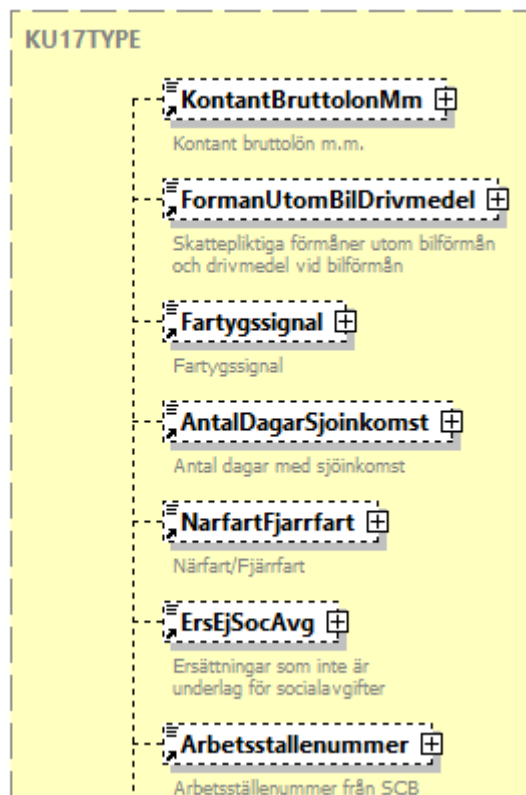 KU17TYPE
KontantBruttolonMm
Kontant bruttolön m.m.
FormanUtomBilDrivmedel
Skattepliktiga förmåner utom bilförmån
och drivmedel vid bilförmån
Fartygssignal
Fartygssignal
AntalDagarSjoinkomst
Antal dagar med sjöinkomst
NarfartFjarrfart
Närfart/Fjärrfart
ErsEjSocAvg
Ersättningar som inte är
underlag för socialavgifter
Arbetsstallenummer
Arbetsställenummer från SCB